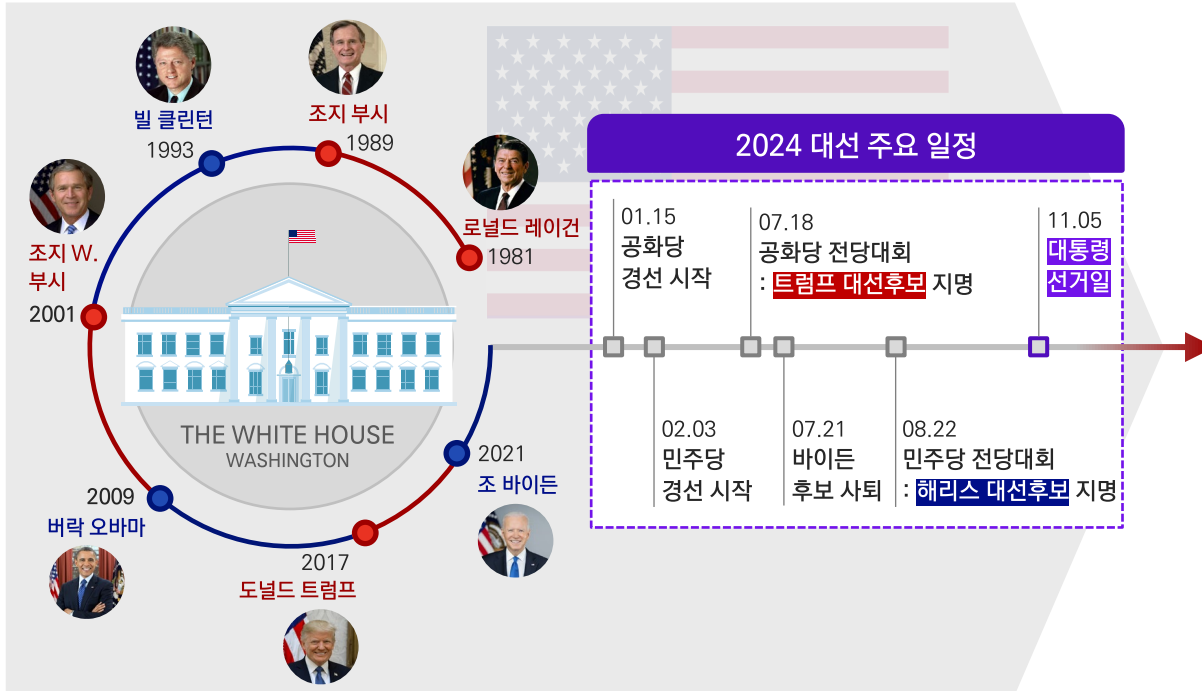 로널드 레이건
1981
조지 부시
1989
빌 클린턴
1993
조지 W.
부시
2001
2009
버락 오바마
2017
도널드 트럼프
2021
조 바이든
THE WHITE HOUSE
WASHINGTON
2024 대선 주요 일정
01.15
공화당
경선 시작
02.03
민주당
경선 시작
07.18
공화당 전당대회
: 트럼프 대선후보 지명
07.21
바이든
후보 사퇴
08.22
민주당 전당대회
: 해리스 대선후보 지명
11.05
대통령
선거일